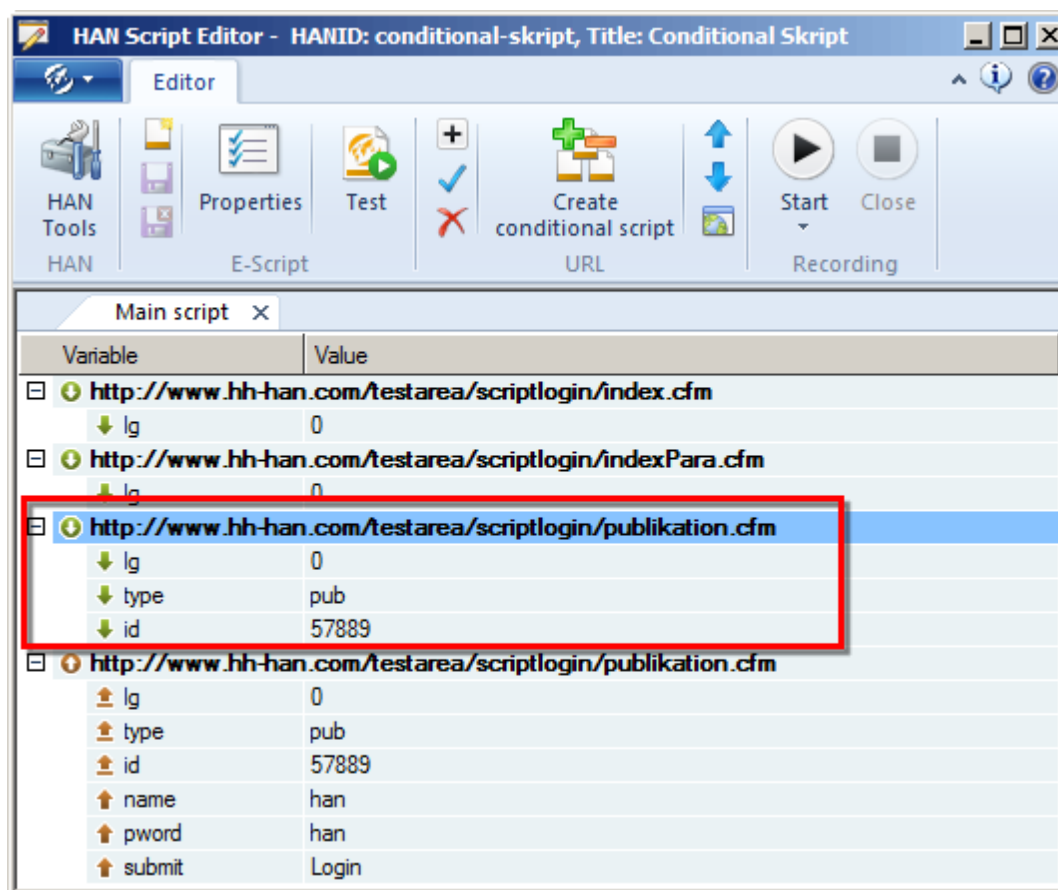 HAN Script Editor - HANID: conditional-skript, Title: Conditional Skript
Editor
HAN Tools
Properties
Test
Create conditional script
Start
Close
HAN
E-Script
URL
Recording
Main script
Variable Value
http://www.hh-han.com/testarea/scriptlogin/index.cfm
lg 0
http://www.hh-han.com/testarea/scriptlogin/indexPara.cfm
lg 0
http://www.hh-han.com/testarea/scriptlogin/publikation.cfm
lg 0
type pub
id 57889
http://www.hh-han.com/testarea/scriptlogin/publikation.cfm
lg 0
type pub
id 57889
name han
pword han
submit Login